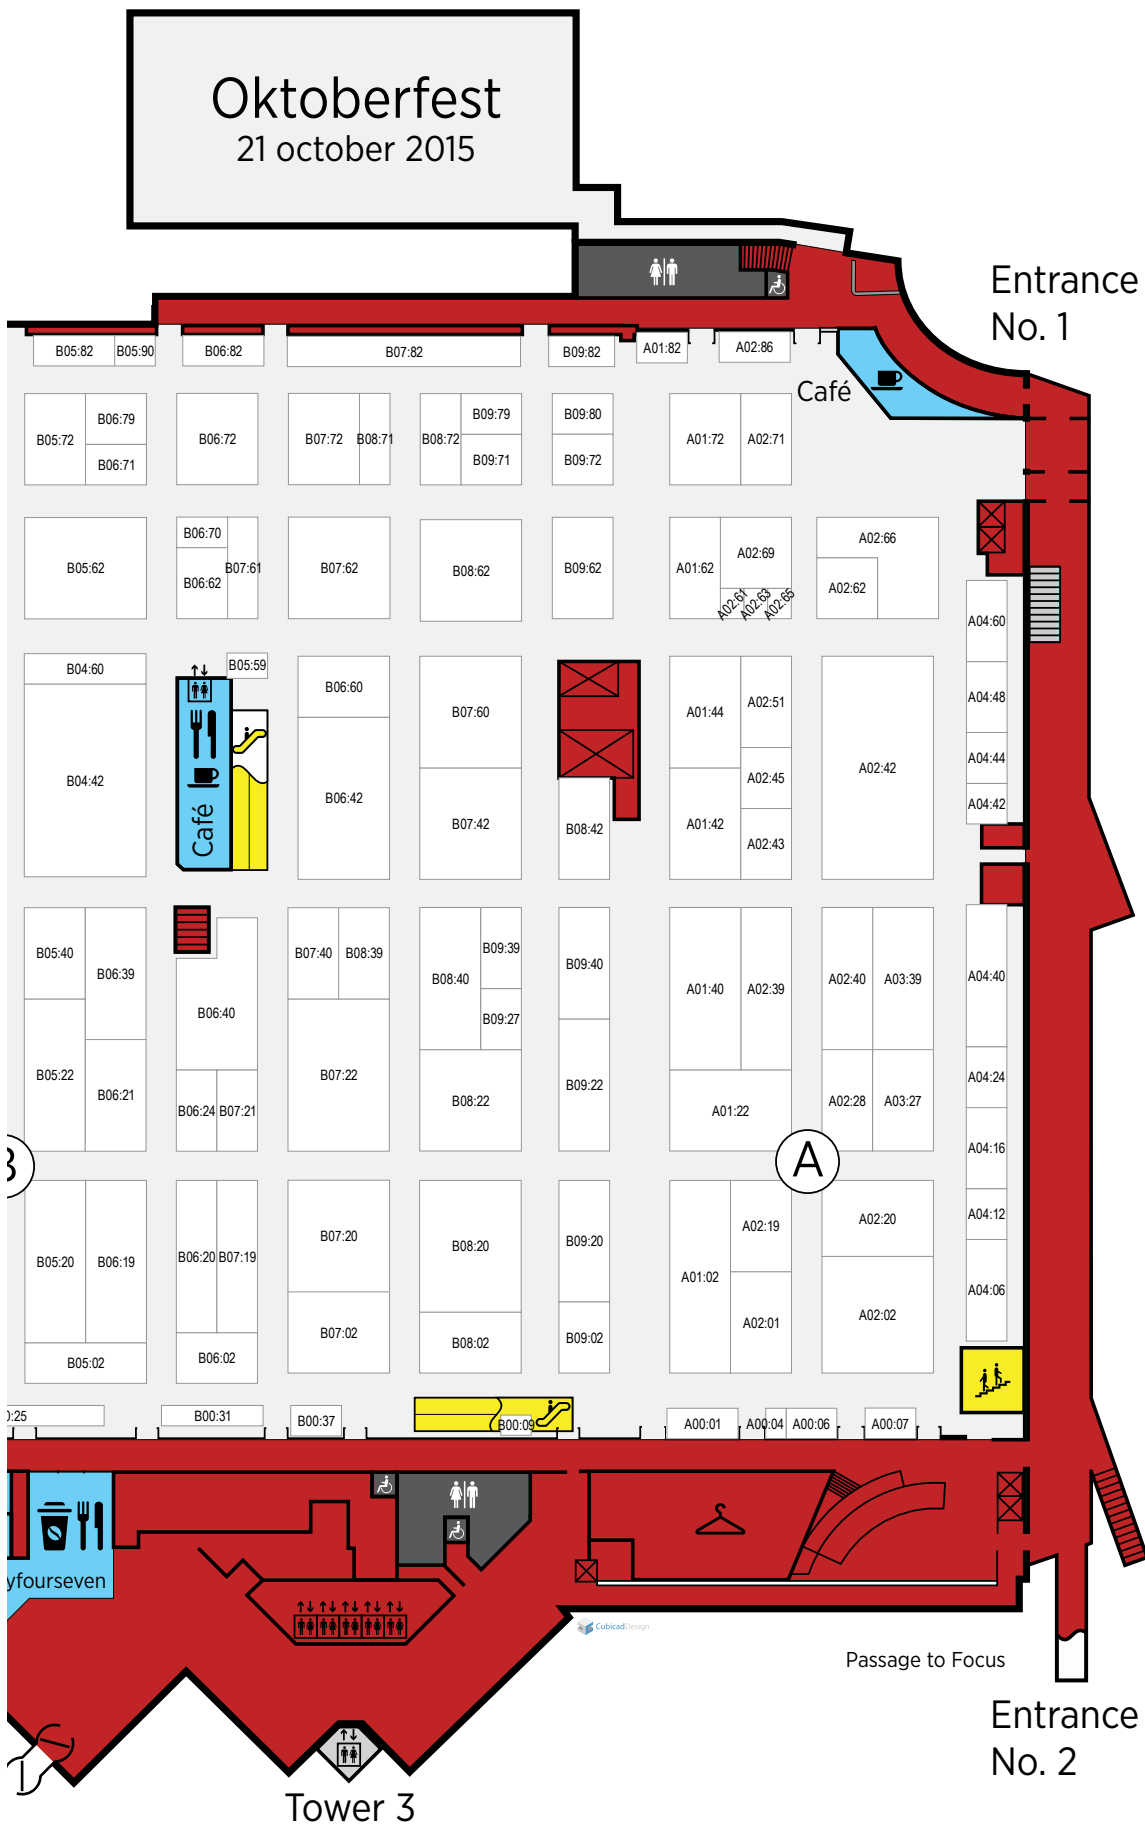 Oktoberfest
21 october 2015
Entrance
No. 1
B05:82 B05:90 B06:82 B07:82 B09:82 A01:82 A02:86
Café
B05:72 B06:79 B06:72 B07:72 B08:71 B08:72 B09:79 B09:80 A01:72 A02:71
B06:71 B09:71 B09:72
B05:62 B06:70 B06:62 B07:61 B07:62 B08:62 B09:62 A01:62 A02:69 A02:66
A02:61 A02:63 A02:65 A02:62
A04:60
B04:60 B05:59 B06:60 B07:60 A01:44 A02:51 A04:48
B04:42 B06:42 A02:45 A02:42 A04:44
Café B07:42 B08:42 A01:42 A02:43 A04:42
B05:40 B06:39 B06:40 B07:40 B08:39 B08:40 B09:39 B09:40 A01:40 A02:39 A02:40 A03:39 A04:40
B09:27
B05:22 B06:21 B06:24 B07:21 B07:22 B08:22 B09:22 A01:22 A02:28 A03:27 A04:24
A
A04:16
B05:20 B06:19 B06:20 B07:19 B07:20 B08:20 B09:20 A01:02 A02:19 A02:20 A04:12
A02:01 A02:02 A04:06
B05:02 B06:02 B07:02 B08:02 B09:02
0:25 B00:31 B00:37 B00:09 A00:01 A00:04 A00:06 A00:07
yfourseven
CubicadDesign
Passage to Focus
Entrance
No. 2
Tower 3